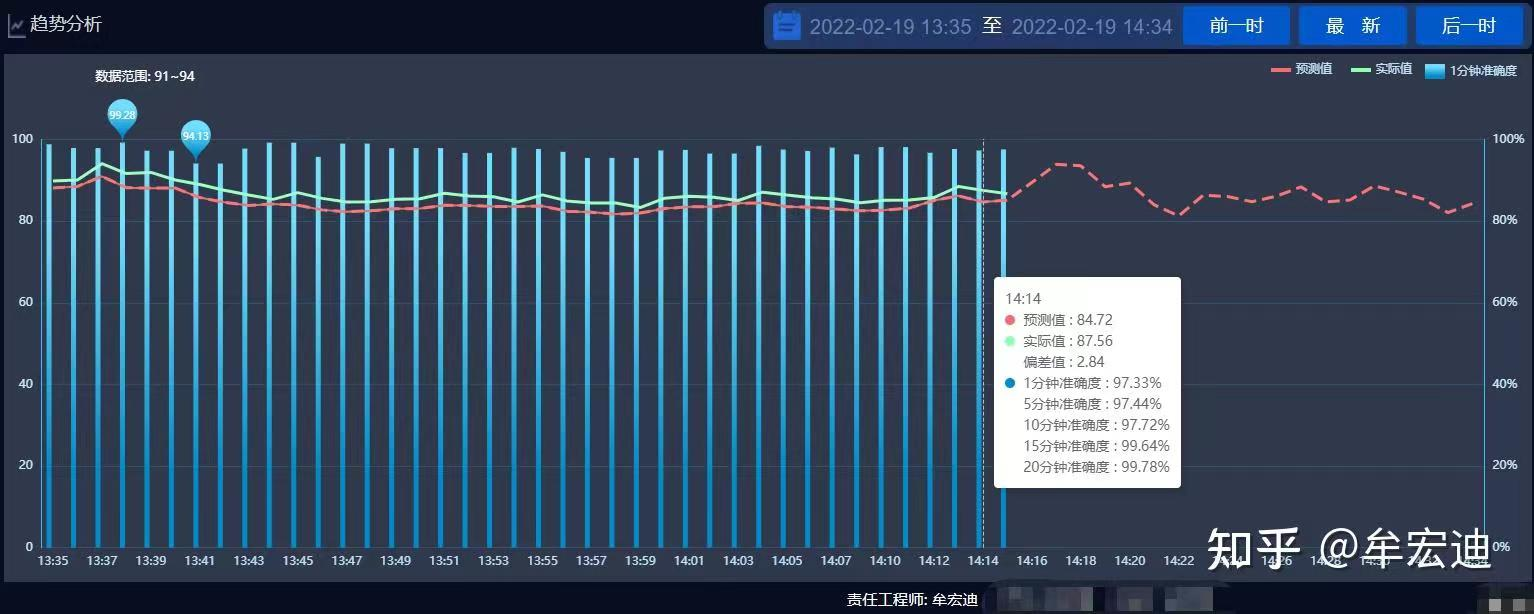 趋势分析
2022-02-19 13:35 至 2022-02-19 14:34 前一时 最 新 后一时
数据范围: 91~94
预测值 实际值 1分钟准确度
99.28
94.13
100 100%
80 80%
60 60%
40 40%
20 20%
0 0%
14:14
预测值 : 84.72
实际值 : 87.56
偏差值 : 2.84
1分钟准确度 : 97.33%
5分钟准确度 : 97.44%
10分钟准确度 : 97.72%
15分钟准确度 : 99.64%
20分钟准确度 : 99.78%
13:35 13:37 13:39 13:41 13:43 13:45 13:47 13:49 13:51 13:53 13:55 13:57 13:59 14:01 14:03 14:05 14:07 14:10 14:12 14:14 14:16 14:18 14:20 14:22
知乎 @牟宏迪
责任工程师: 牟宏迪